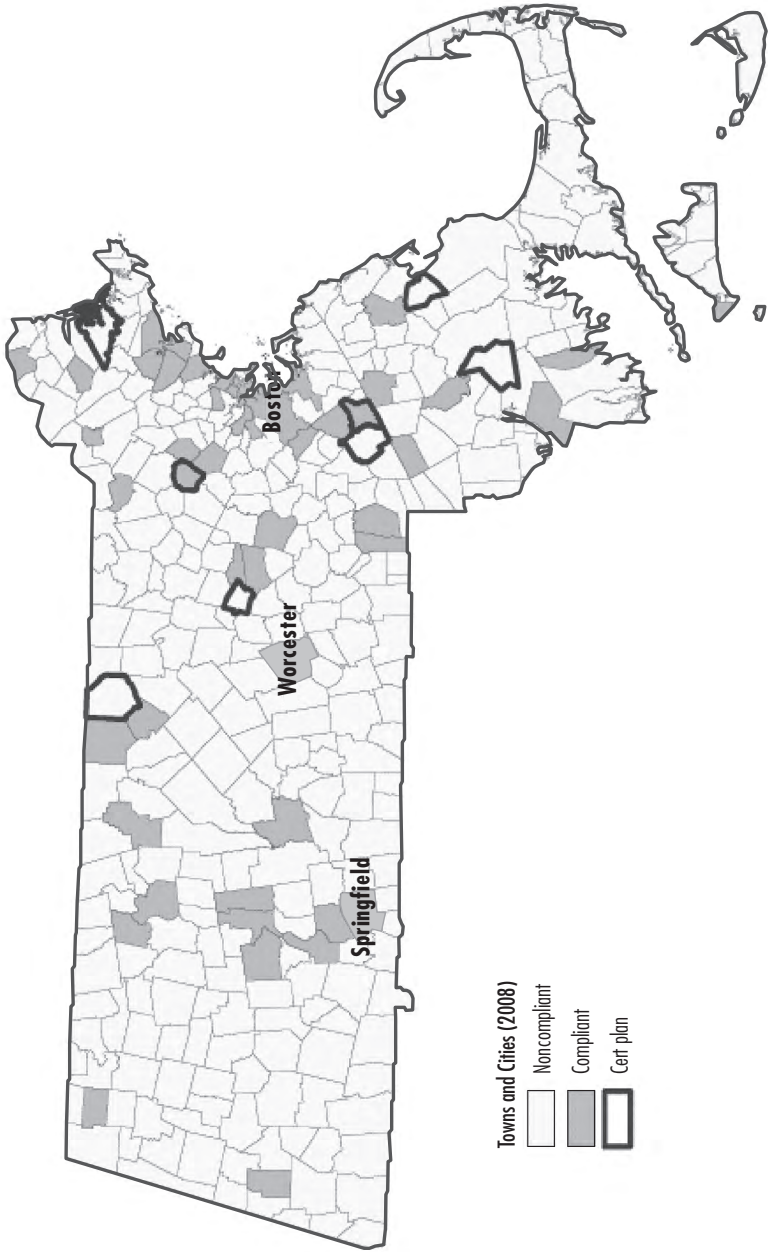 Boston
Worcester
Springfield
Towns and Cities (2008)
Noncompliant
Compliant
Cert plan